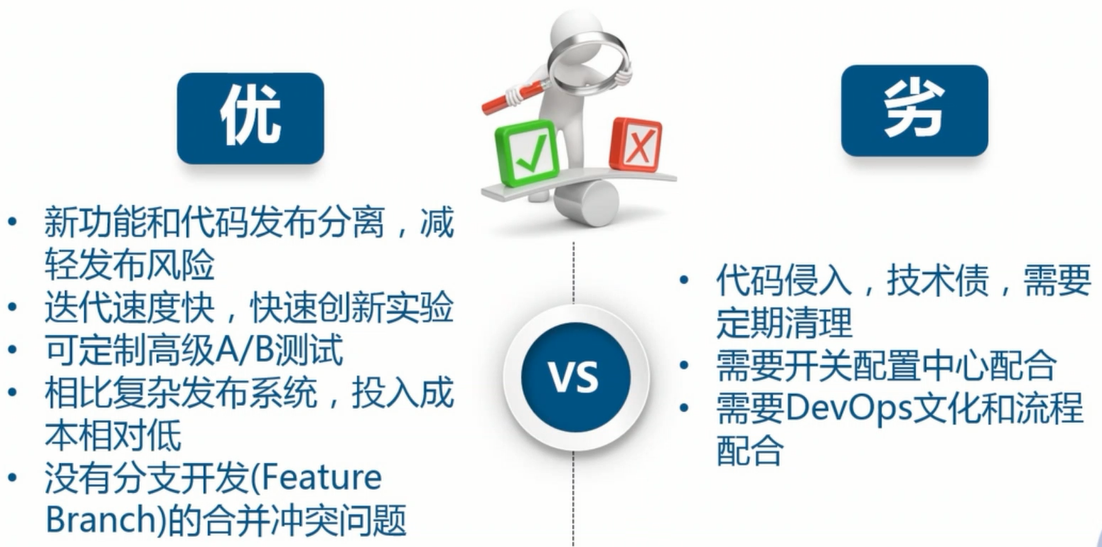 优
新功能和代码发布分离，减
轻发布风险
迭代速度快，快速创新实验
可定制高级A/B测试
相比复杂发布系统，投入成
本相对低
没有分支开发(Feature
Branch)的合并冲突问题
VS
劣
代码侵入，技术债，需要
定期清理
需要开关配置中心配合
需要DevOps文化和流程
配合